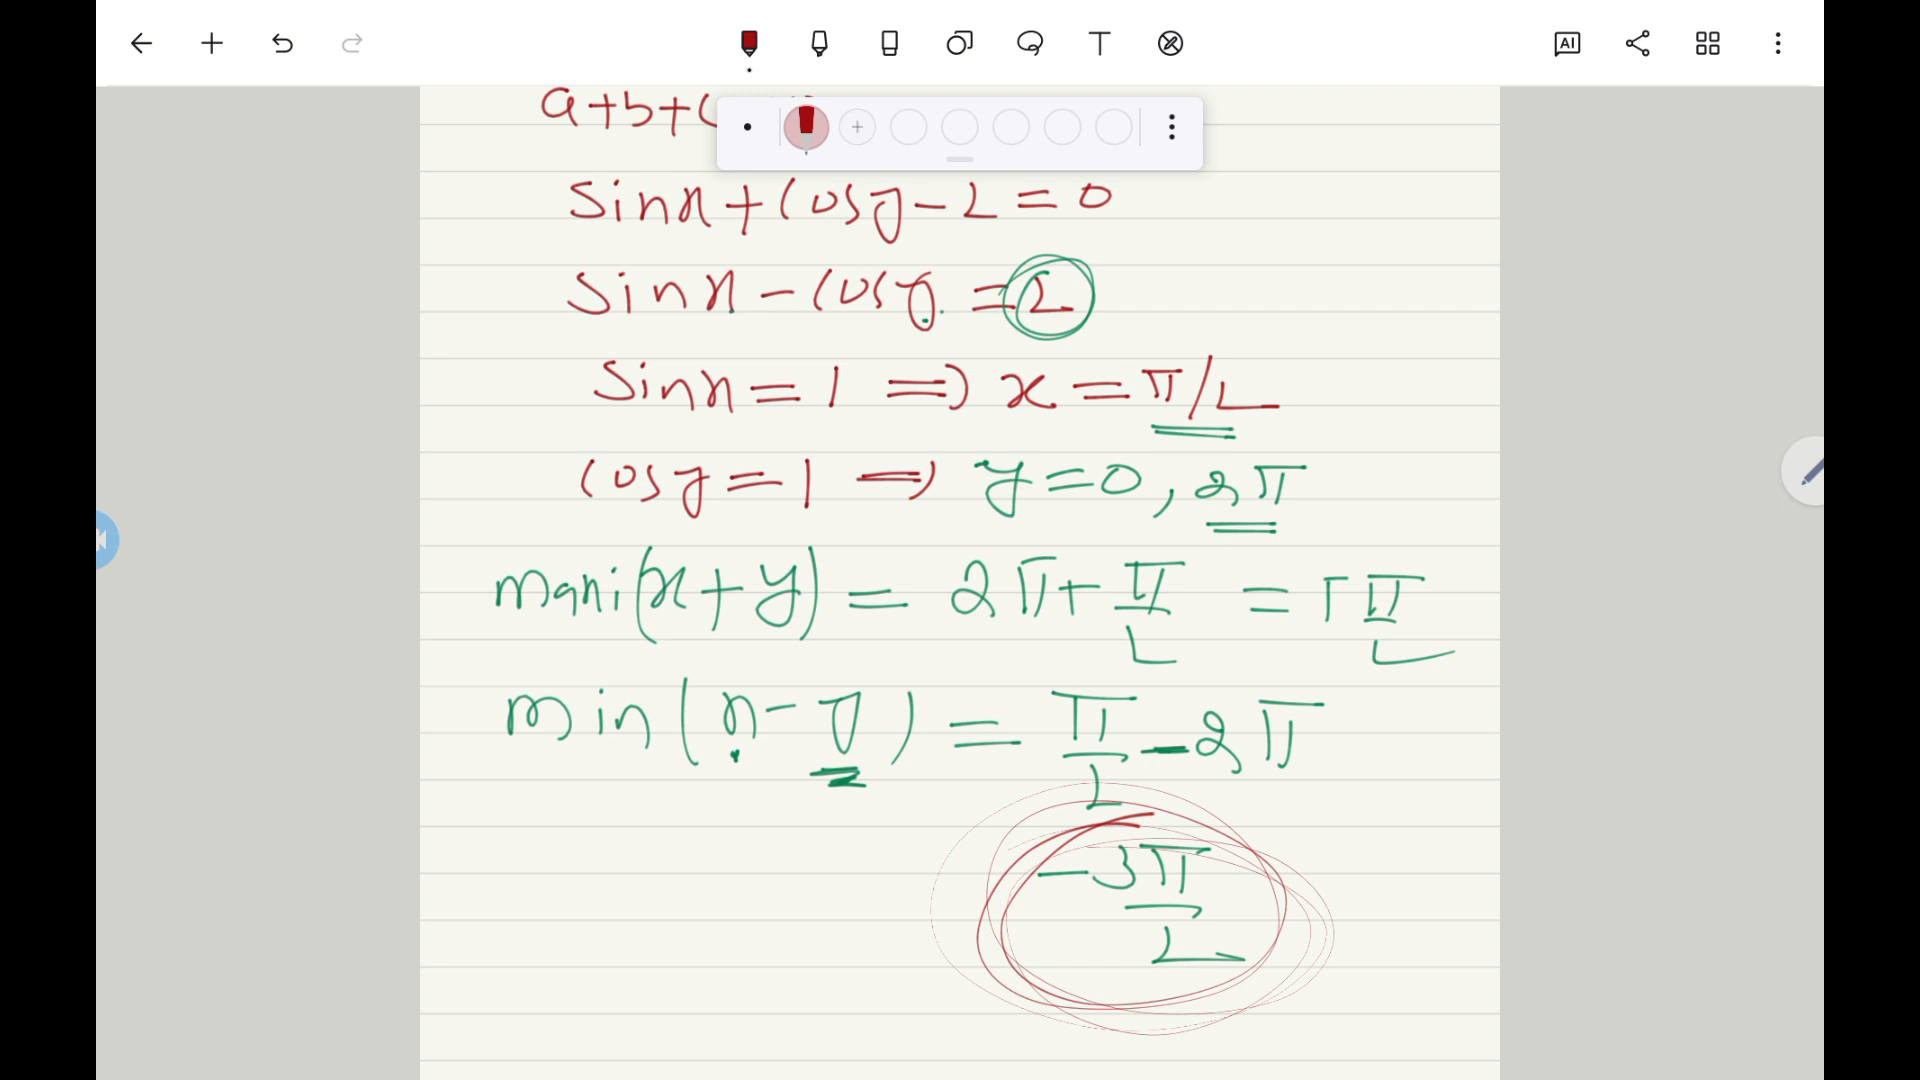 a+b+c
sinx+cosy-2=0
sinx-cosy=2
sinx=1 => x=π/2
cosy=1 => y=0, 2π
maxi(x+y) = 2π+π/2 = 5π/2
min(x-y) = π/2-2π
-3π/2